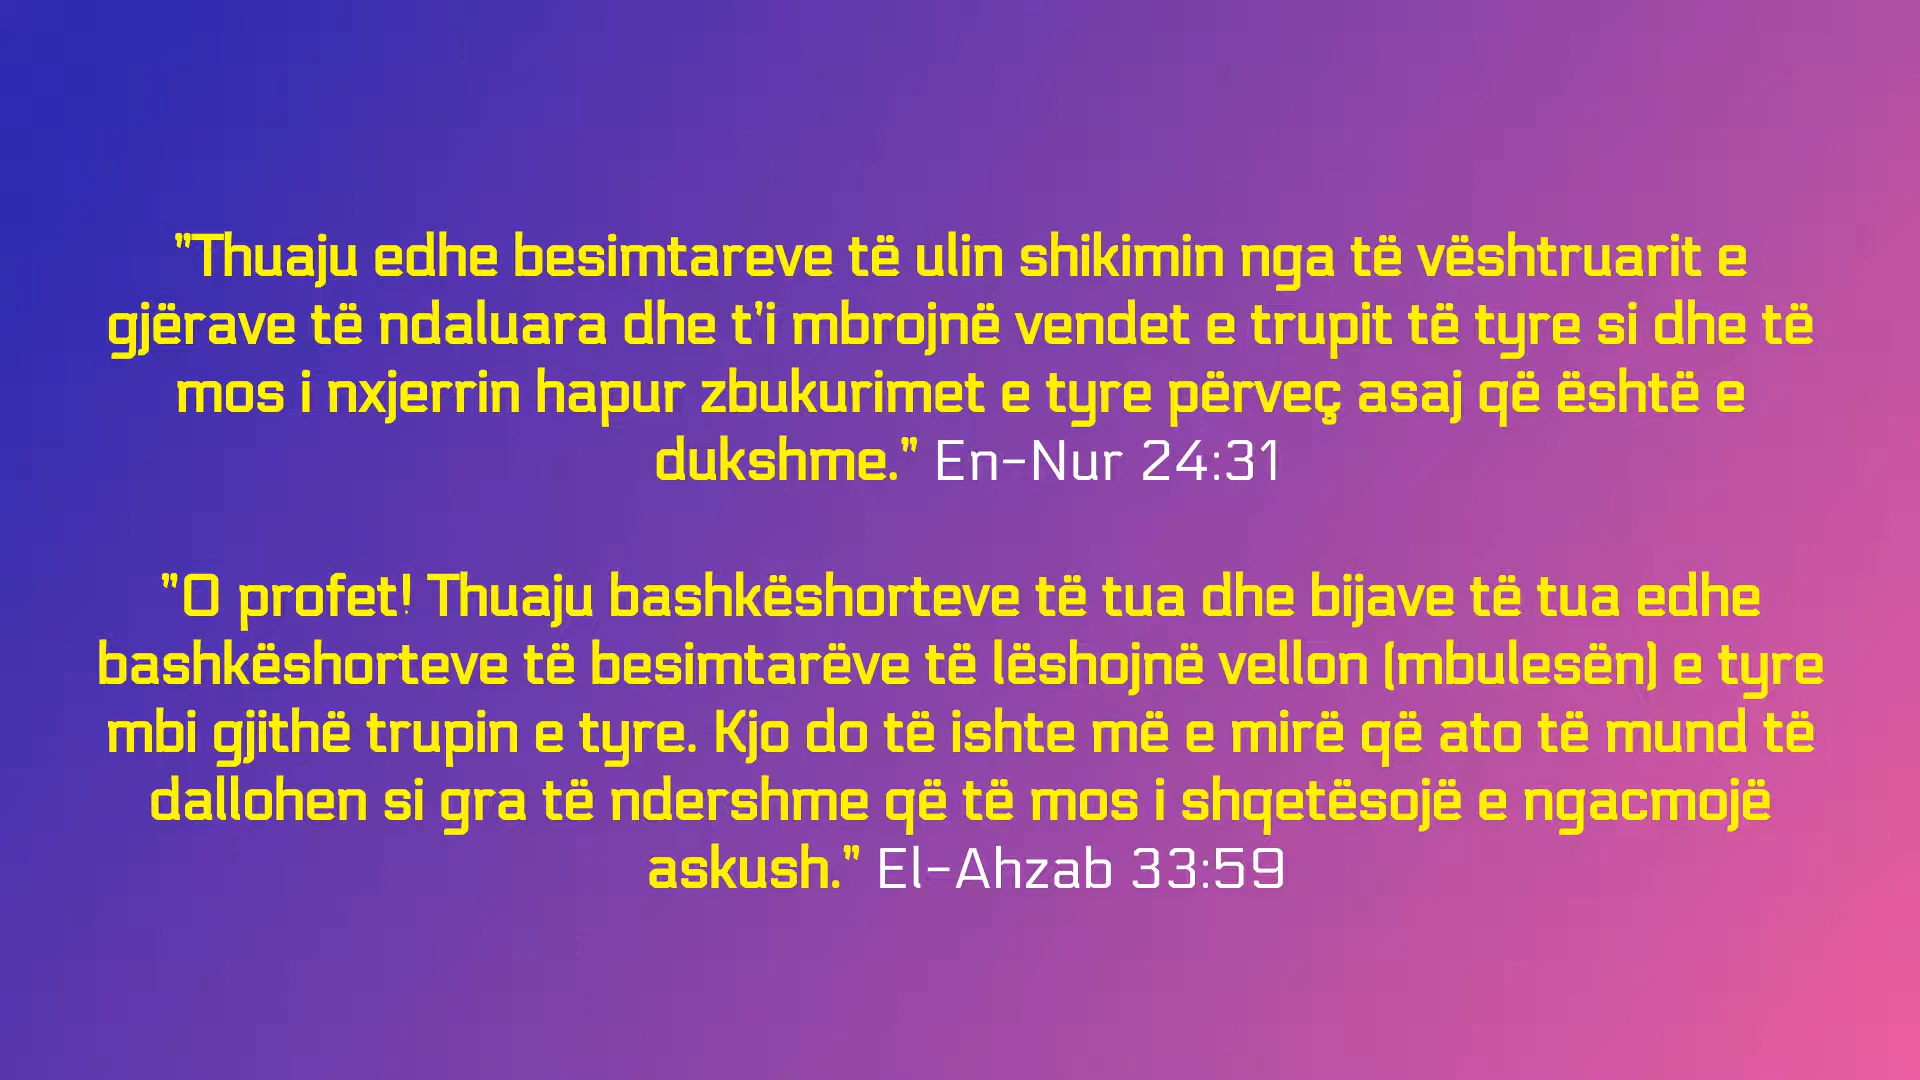 "Thuaju edhe besimtareve të ulin shikimin nga të vështruarit e
gjërave të ndaluara dhe t'i mbrojnë vendet e trupit të tyre si dhe të
mos i nxjerrin hapur zbukurimet e tyre përveç asaj që është e
dukshme." En-Nur 24:31
"O profet! Thuaju bashkëshorteve të tua dhe bijave të tua edhe
bashkëshorteve të besimtarëve të lëshojnë vellon (mbulesën) e tyre
mbi gjithë trupin e tyre. Kjo do të ishte më e mirë që ato të mund të
dallohen si gra të ndershme që të mos i shqetësojë e ngacmojë
askush." El-Ahzab 33:59